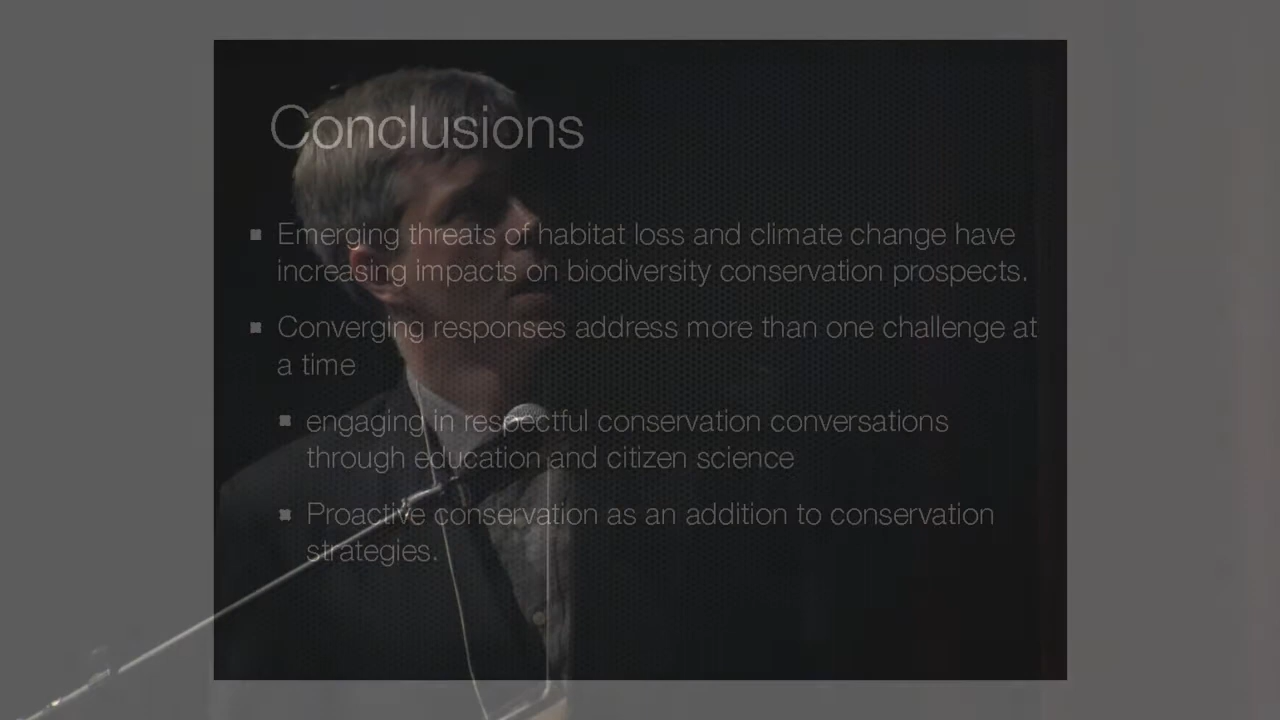 Conclusions
Emerging threats of habitat loss and climate change have
increasing impacts on biodiversity conservation prospects.
Converging responses address more than one challenge at
a time
engaging in respectful conservation conversations
through education and citizen science
Proactive conservation as an addition to conservation
strategies.